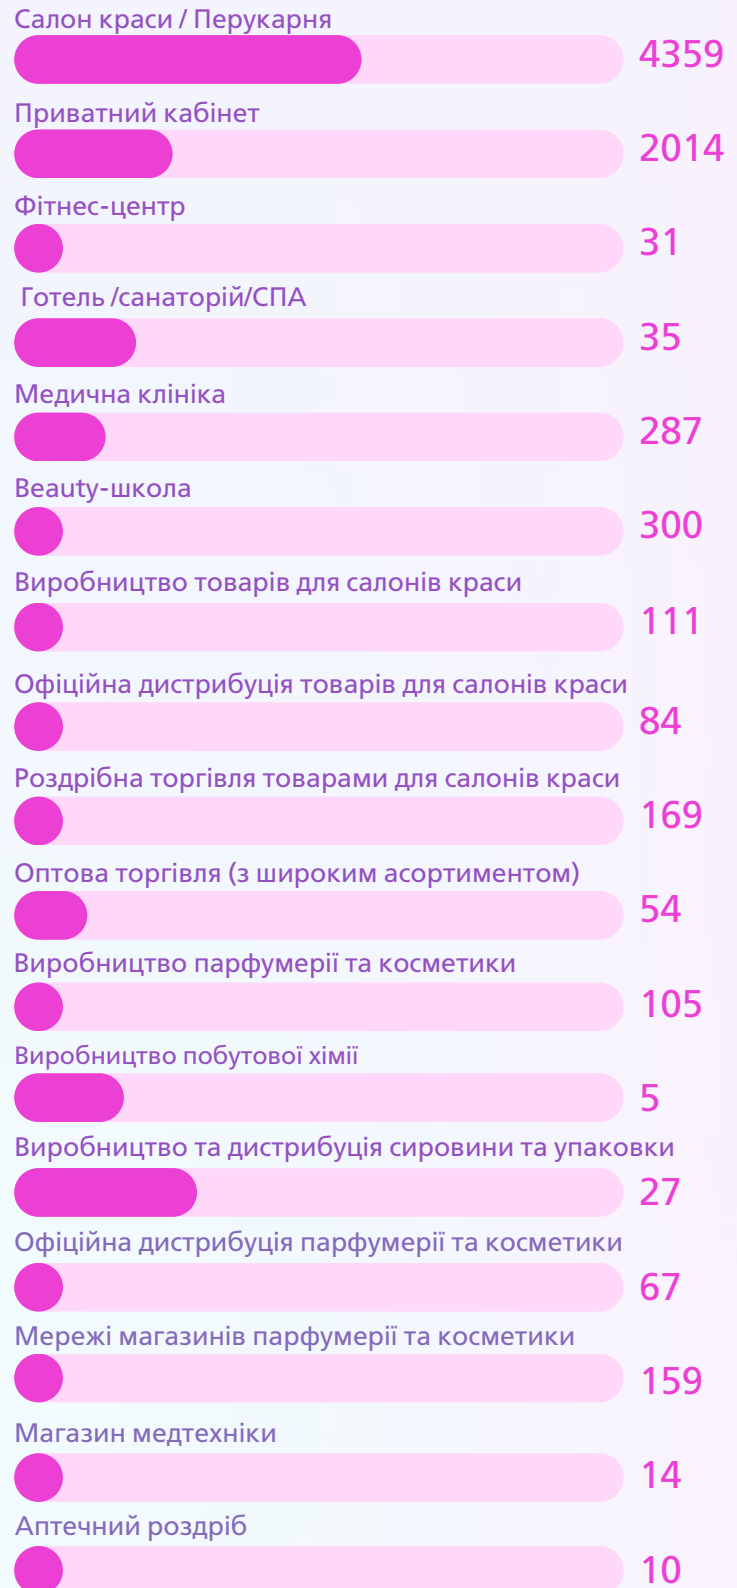 Салон краси / Перукарня
4359
Приватний кабінет
2014
Фітнес-центр
31
Готель /санаторій/СПА
35
Медична клініка
287
Beauty-школа
300
Виробництво товарів для салонів краси
111
Офіційна дистрибуція товарів для салонів краси
84
Роздрібна торгівля товарами для салонів краси
169
Оптова торгівля (з широким асортиментом)
54
Виробництво парфумерії та косметики
105
Виробництво побутової хімії
5
Виробництво та дистрибуція сировини та упаковки
27
Офіційна дистрибуція парфумерії та косметики
67
Мережі магазинів парфумерії та косметики
159
Магазин медтехніки
14
Аптечний роздріб
10